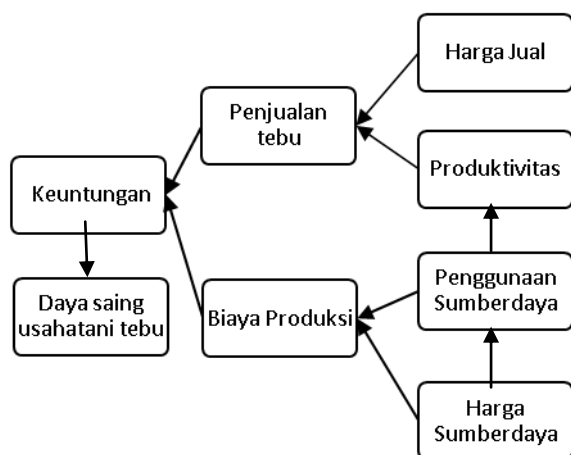 Harga Jual
Penjualan
tebu
Produktivitas
Keuntungan
Penggunaan
Sumberdaya
Daya saing
usahatani tebu
Biaya Produksi
Harga
Sumberdaya